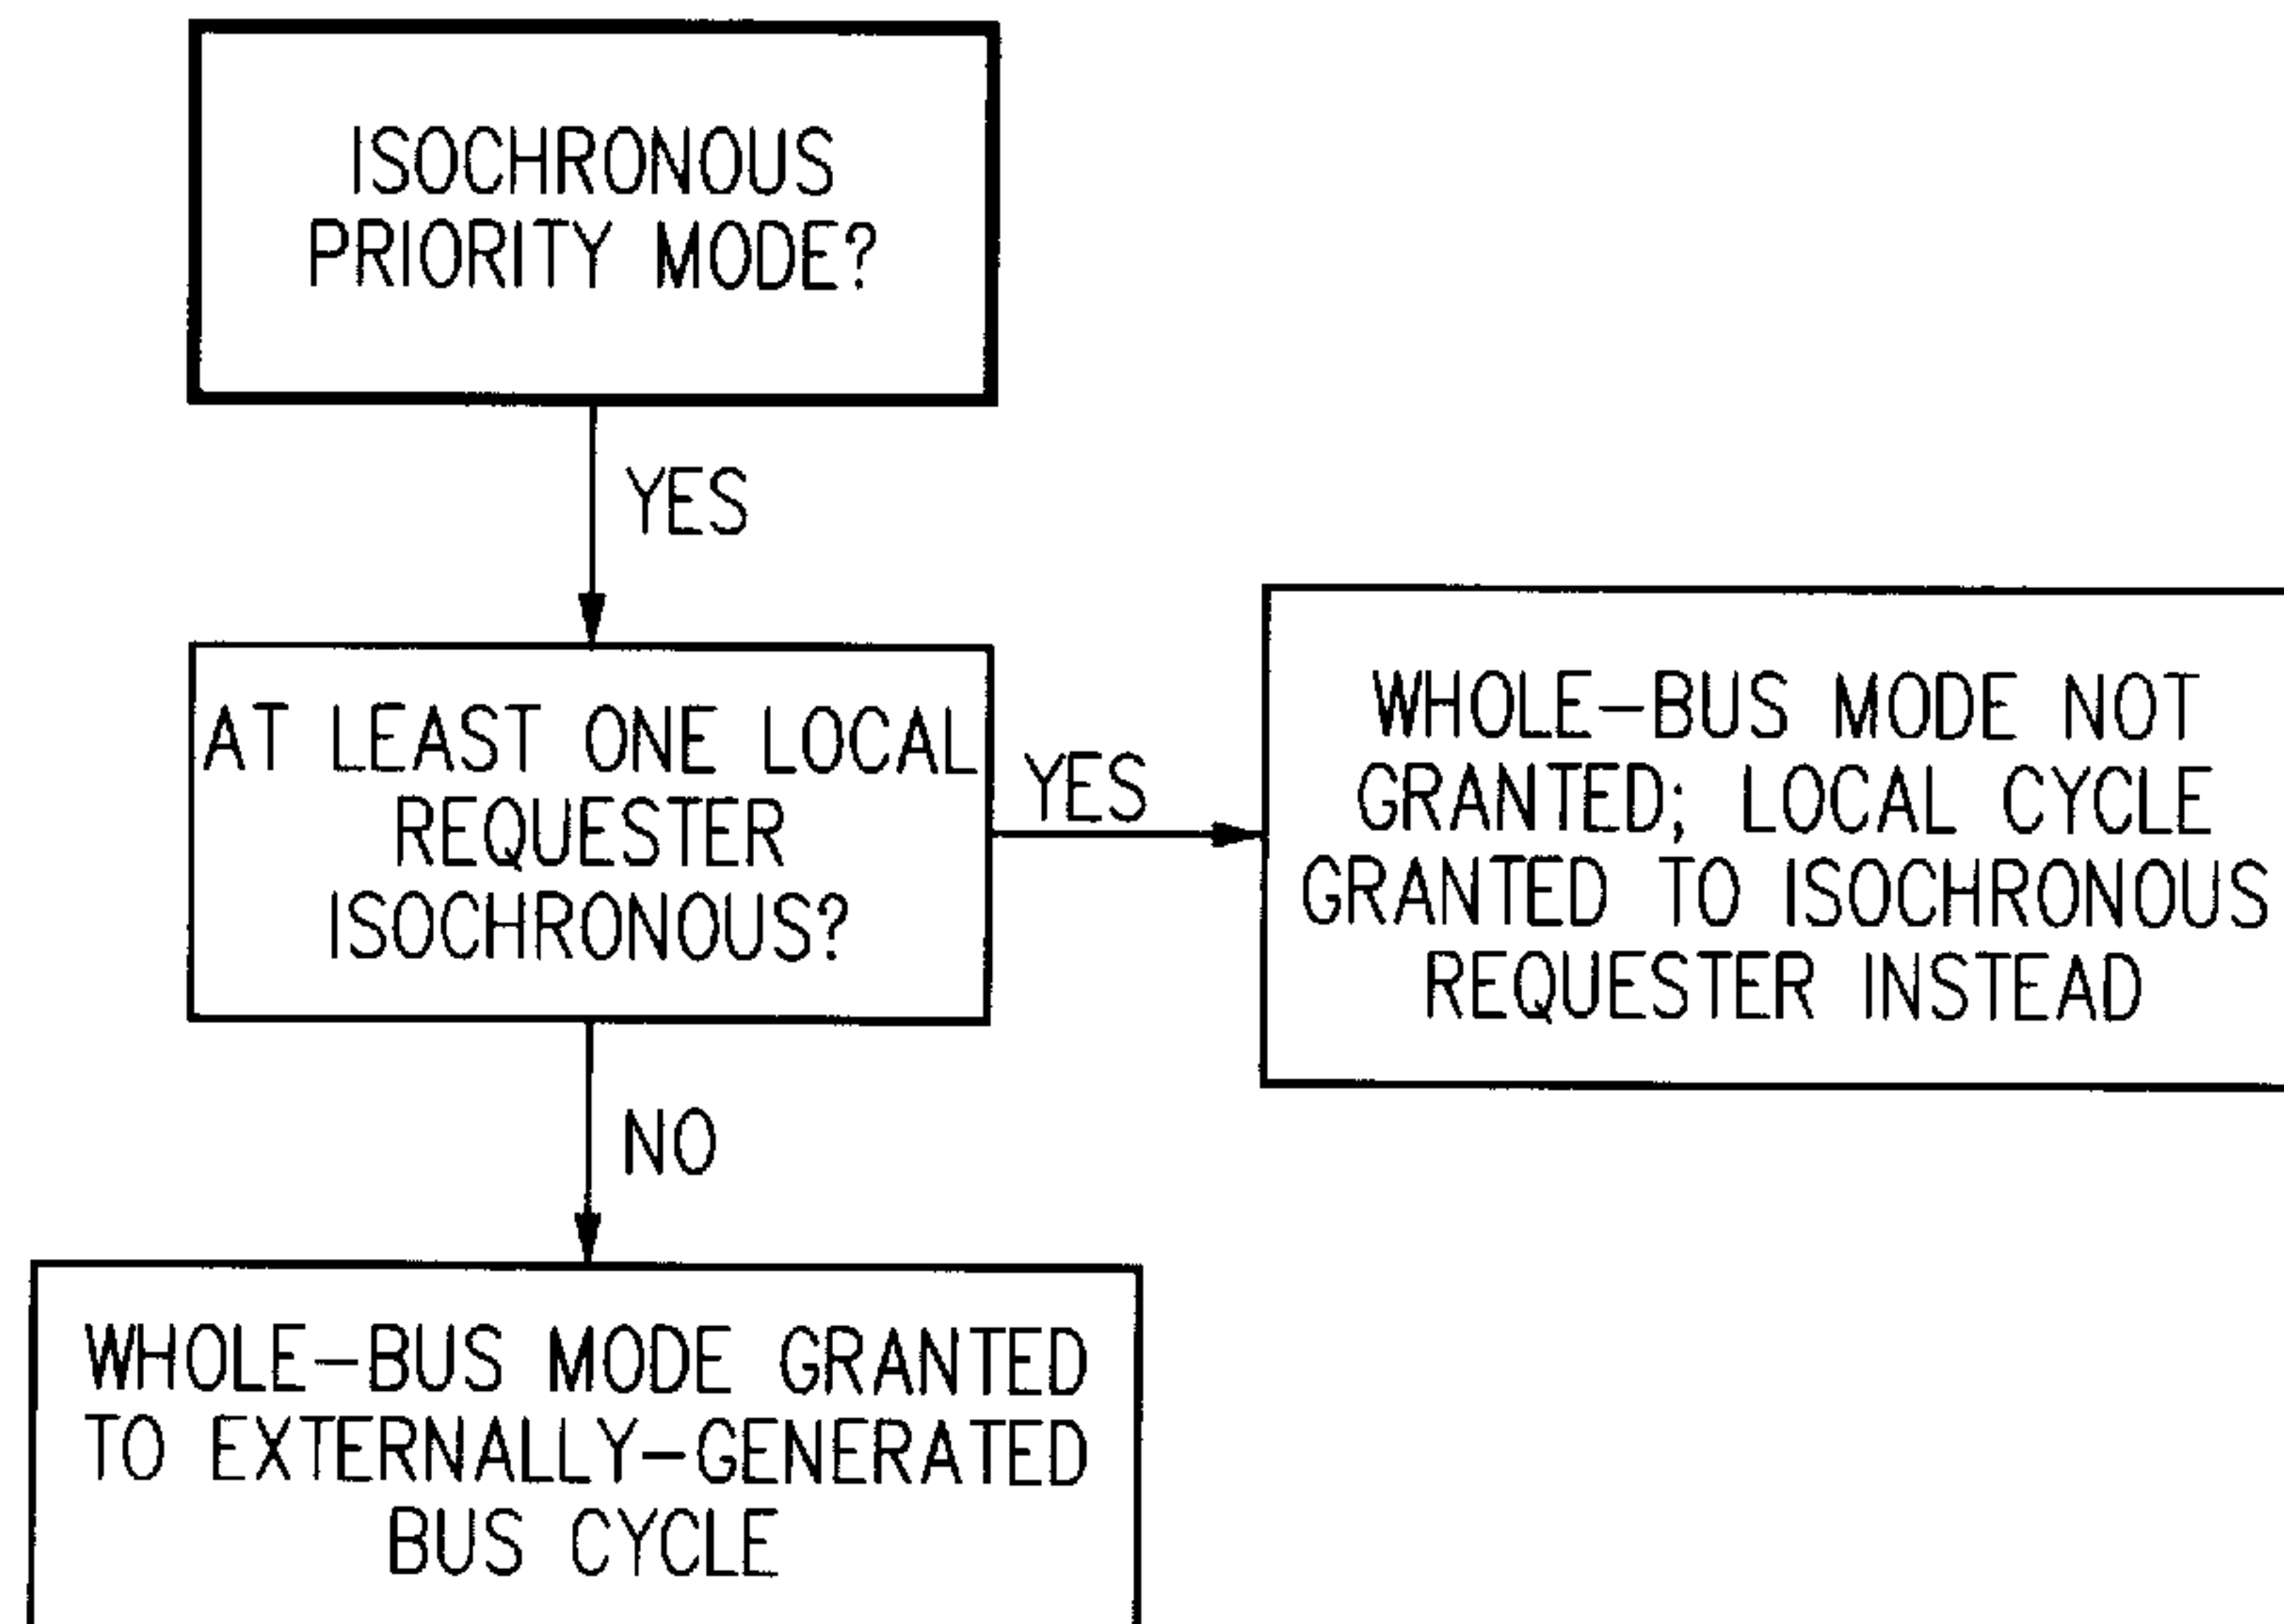 ISOCHRONOUS
PRIORITY MODE?
YES
AT LEAST ONE LOCAL
REQUESTER
ISOCHRONOUS?
YES
WHOLE-BUS MODE NOT
GRANTED; LOCAL CYCLE
GRANTED TO ISOCHRONOUS
REQUESTER INSTEAD
NO
WHOLE-BUS MODE GRANTED
TO EXTERNALLY-GENERATED
BUS CYCLE